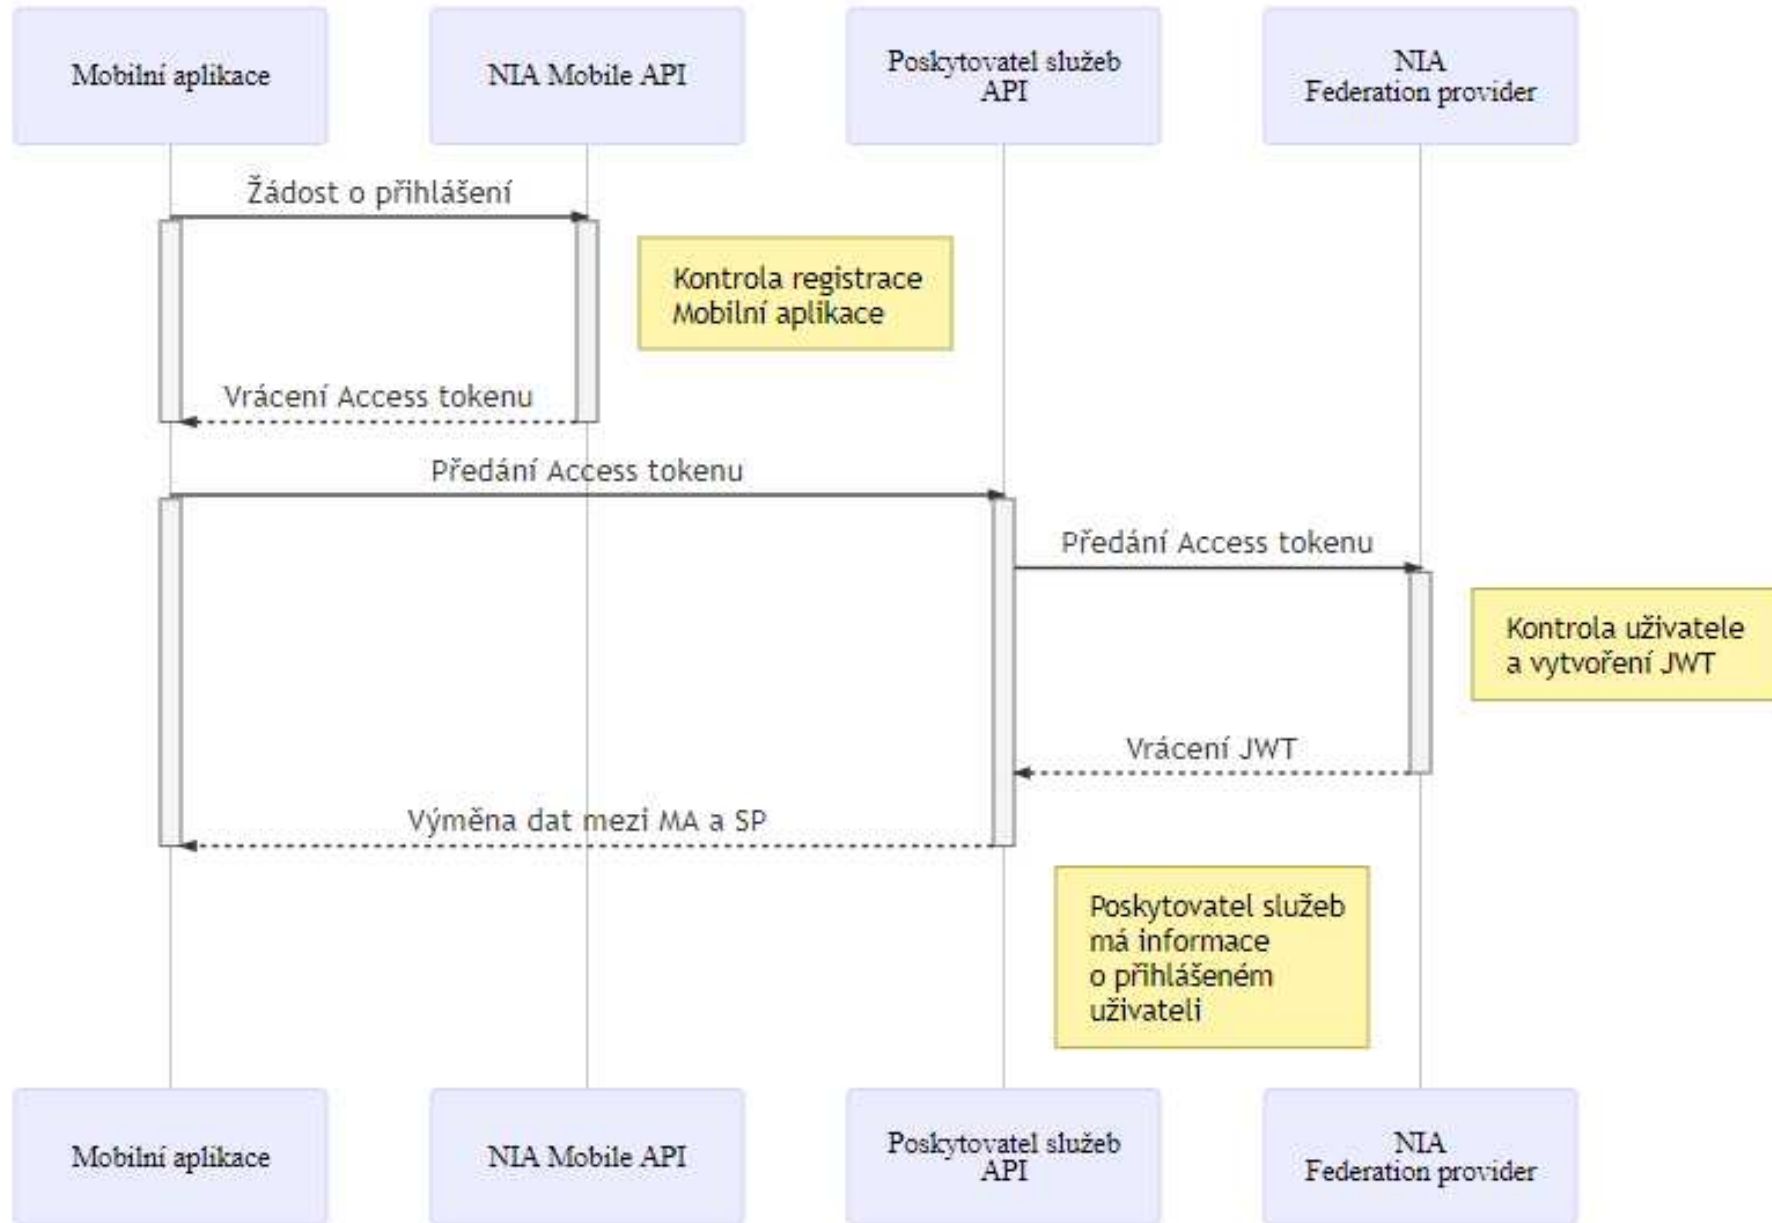 Mobilní aplikace
NIA Mobile API
Poskytovatel služeb
API
NIA
Federation provider
Žádost o přihlášení
Kontrola registrace
Mobilní aplikace
Vrácení Access tokenu
Předání Access tokenu
Předání Access tokenu
Kontrola uživatele
a vytvoření JWT
Vrácení JWT
Výměna dat mezi MA a SP
Poskytovatel služeb
má informace
o přihlášeném
uživateli
Mobilní aplikace
NIA Mobile API
Poskytovatel služeb
API
NIA
Federation provider